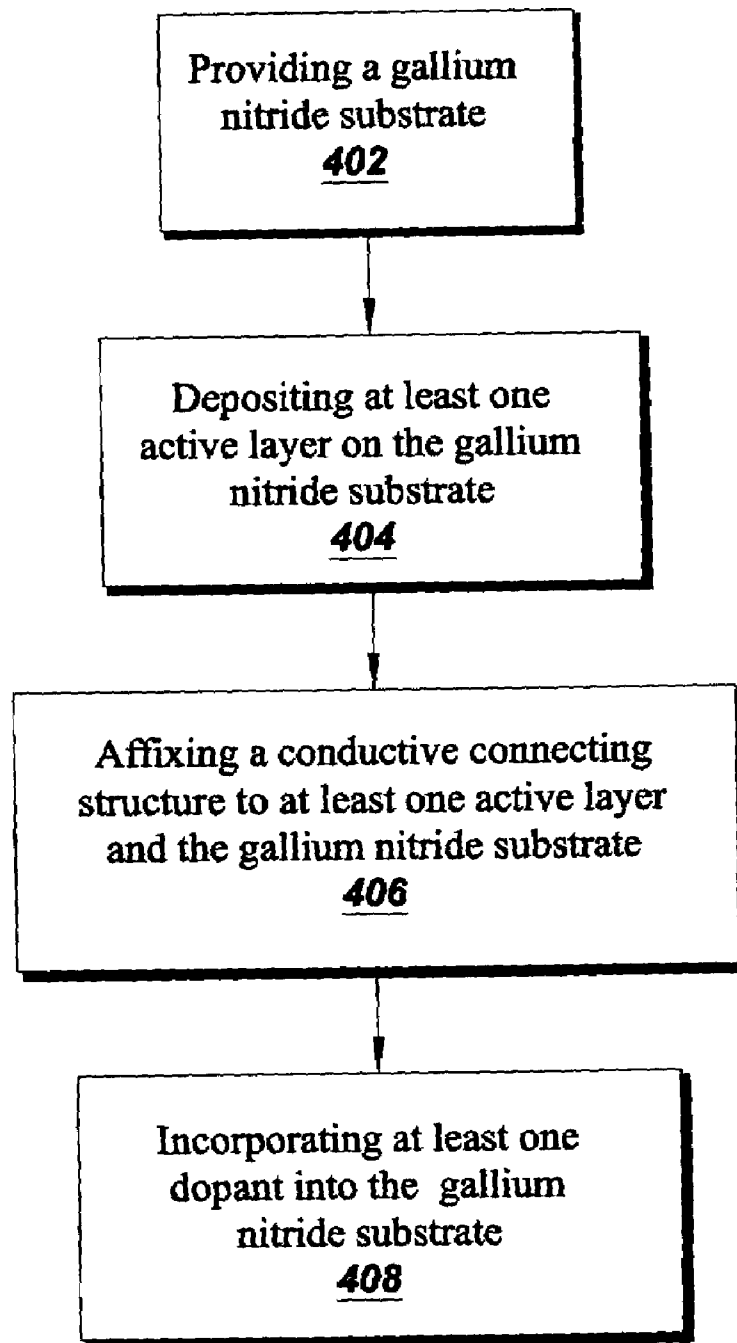 Providing a gallium
nitride substrate
402
Depositing at least one
active layer on the gallium
nitride substrate
404
Affixing a conductive connecting
structure to at least one active layer
and the gallium nitride substrate
406
Incorporating at least one
dopant into the gallium
nitride substrate
408